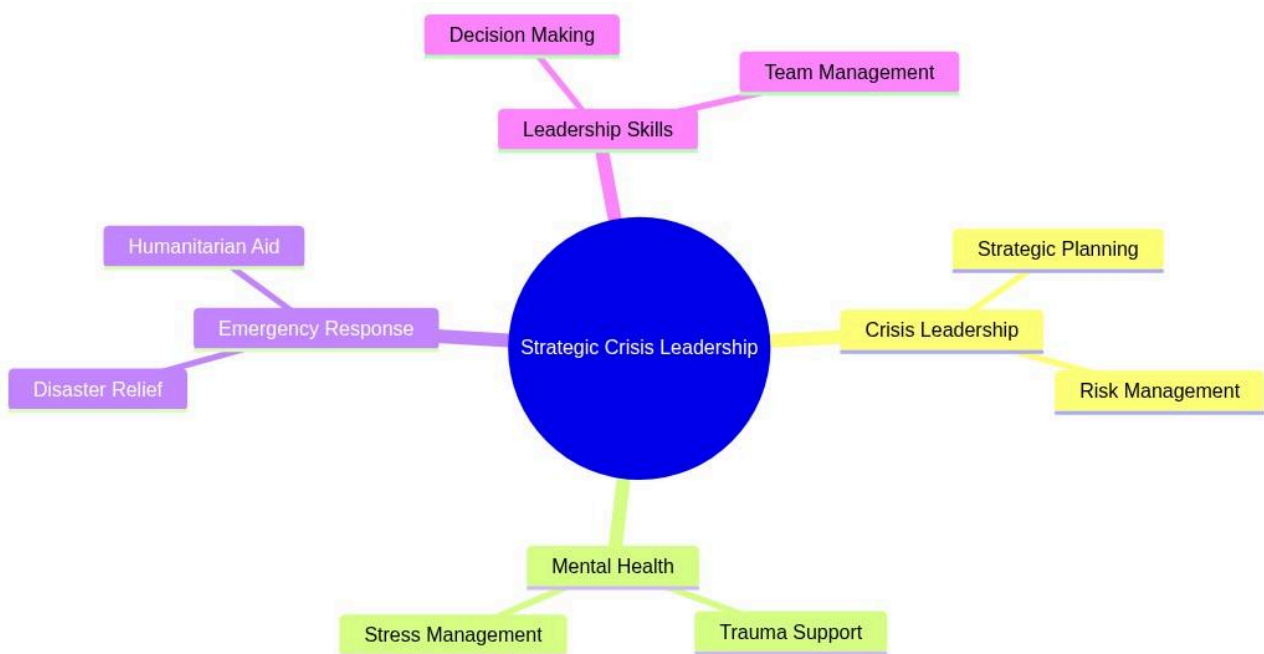 Decision Making
Team Management
Leadership Skills
Humanitarian Aid
Strategic Planning
Emergency Response
Crisis Leadership
Strategic Crisis Leadership
Disaster Relief
Risk Management
Mental Health
Stress Management
Trauma Support